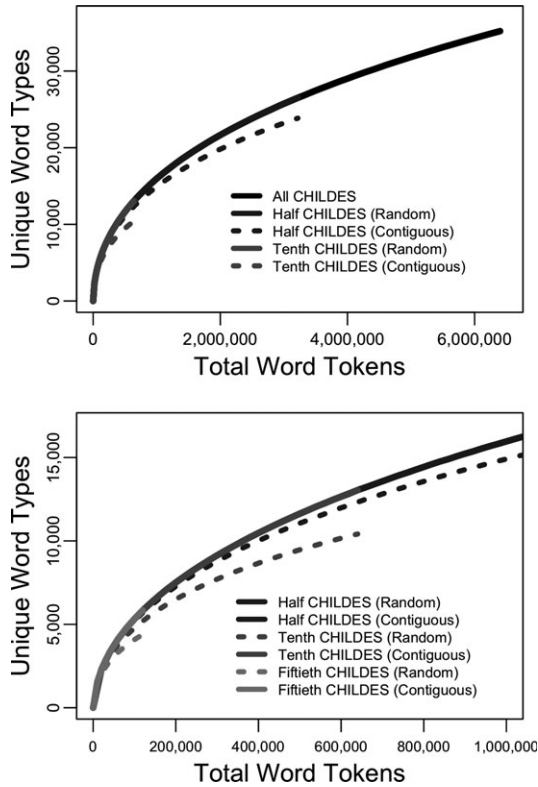 Unique Word Types
30,000
20,000
10,000
0
All CHILDES
Half CHILDES (Random)
Half CHILDES (Contiguous)
Tenth CHILDES (Random)
Tenth CHILDES (Contiguous)
0 2,000,000 4,000,000 6,000,000
Total Word Tokens
Unique Word Types
15,000
10,000
5,000
0
Half CHILDES (Random)
Half CHILDES (Contiguous)
Tenth CHILDES (Random)
Tenth CHILDES (Contiguous)
Fiftieth CHILDES (Random)
Fiftieth CHILDES (Contiguous)
0 200,000 400,000 600,000 800,000 1,000,000
Total Word Tokens